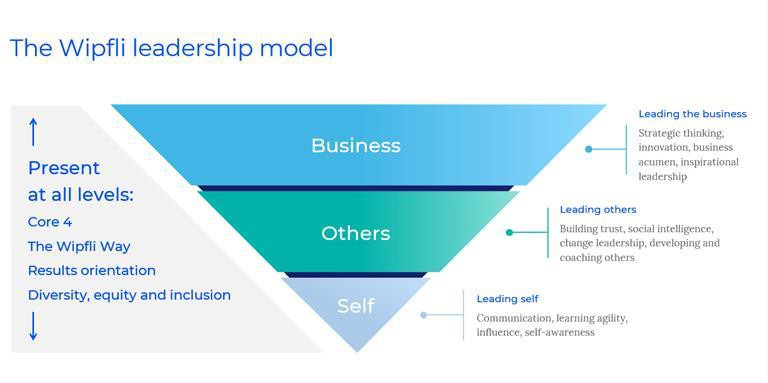 The Wipfli leadership model
Present
at all levels:
Core 4
The Wipfli Way
Results orientation
Diversity, equity and inclusion
Business
Others
Self
Leading the business
Strategic thinking,
innovation, business
acumen, inspirational
leadership
Leading others
Building trust, social intelligence,
change leadership, developing and
coaching others
Leading self
Communication, learning agility,
influence, self-awareness